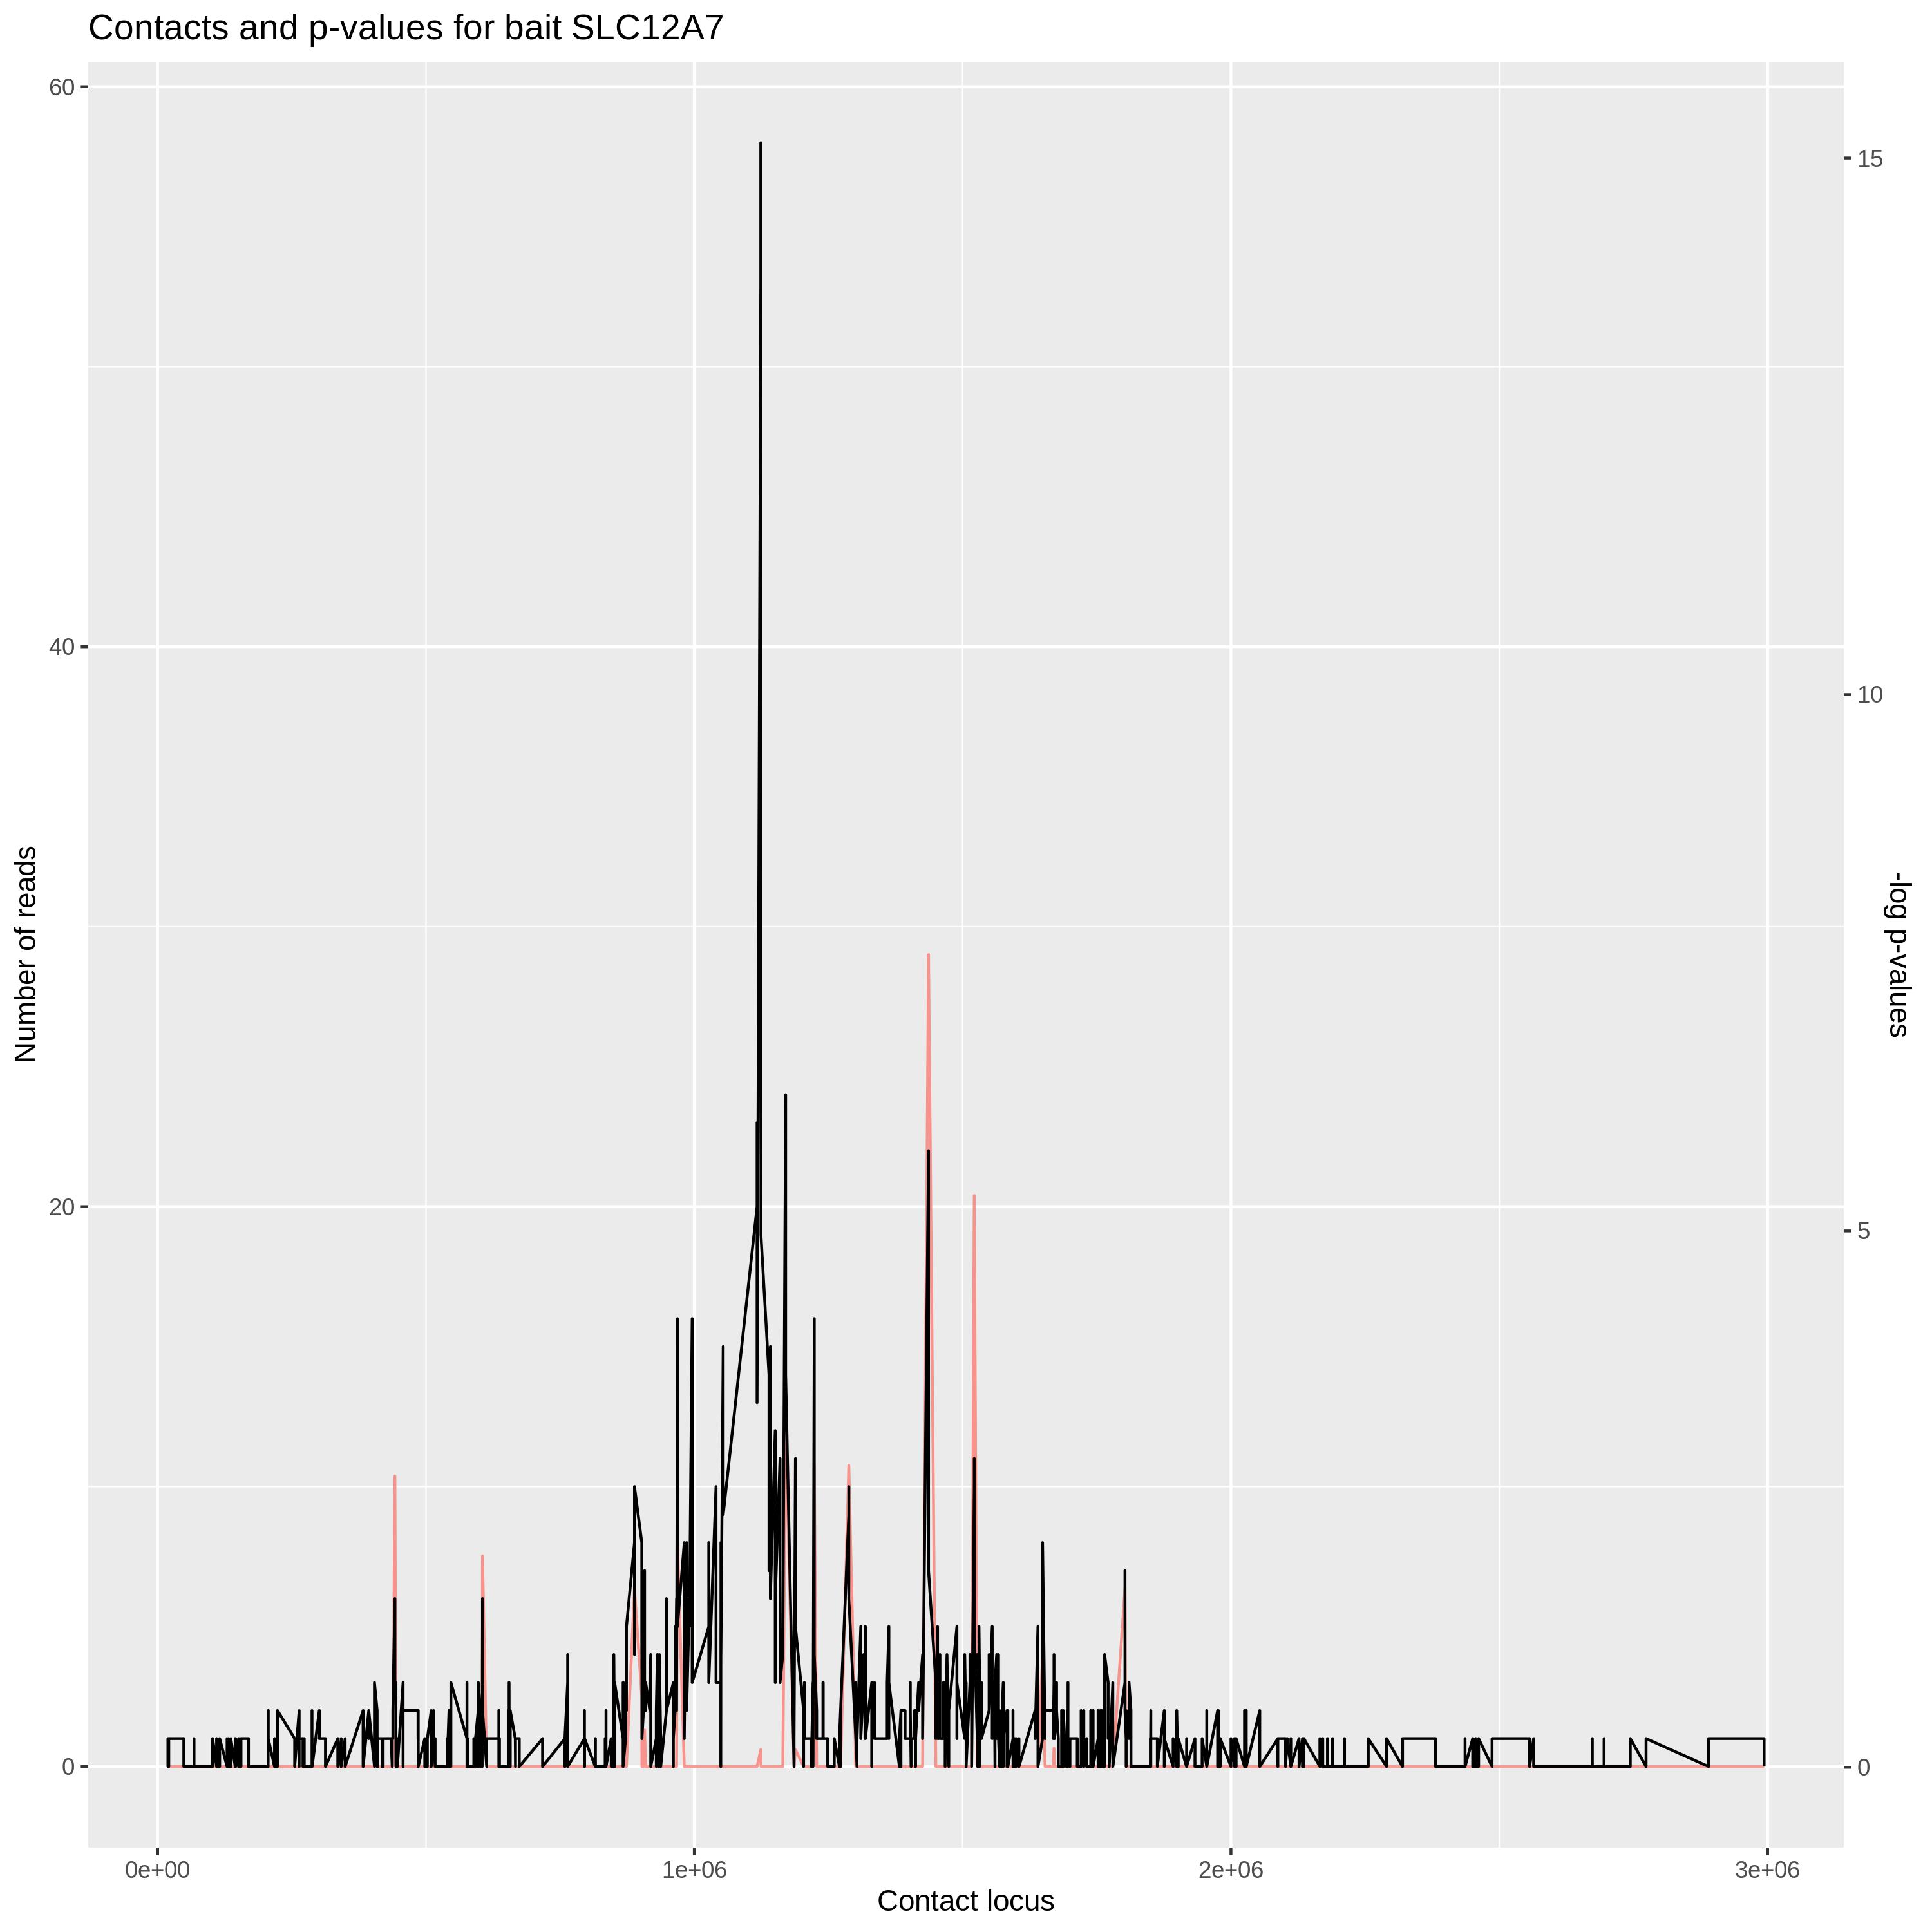 Contacts and p-values for bait SLC12A7
60
40
20
0
Number of reads
15
10
5
0
-log p-values
0e+00 1e+06 2e+06 3e+06
Contact locus